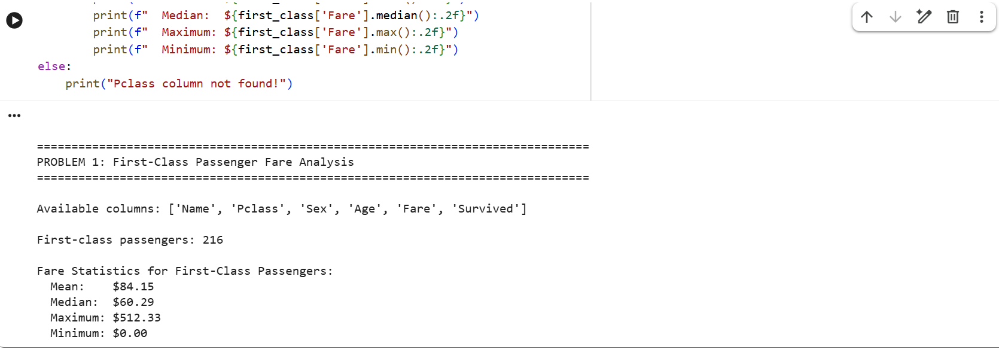 print(f"  Median:  ${first_class['Fare'].median():.2f}")
print(f"  Maximum: ${first_class['Fare'].max():.2f}")
print(f"  Minimum: ${first_class['Fare'].min():.2f}")
else:
    print("Pclass column not found!")
================================================================================
PROBLEM 1: First-Class Passenger Fare Analysis
================================================================================
Available columns: ['Name', 'Pclass', 'Sex', 'Age', 'Fare', 'Survived']
First-class passengers: 216
Fare Statistics for First-Class Passengers:
  Mean:    $84.15
  Median:  $60.29
  Maximum: $512.33
  Minimum: $0.00